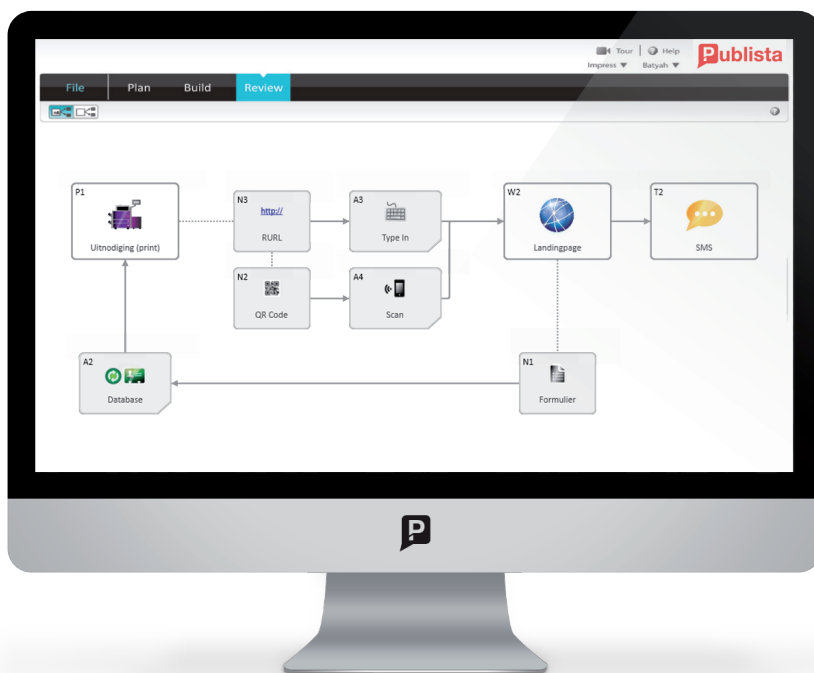 Tour | Help
Impress ▼ Batyah ▼
Publista
File Plan Build Review
P1
Uitnodiging (print)
N3
http://
RURL
A3
Type In
W2
Landingpage
T2
SMS
N2
QR Code
A4
Scan
A2
Database
N1
Formulier
P